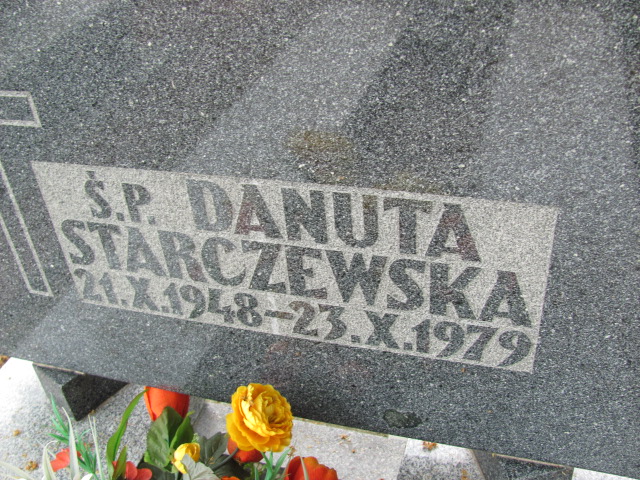 Ś.P. DANUTA
STARCZEWSKA
21.X.1948-23.X.1979